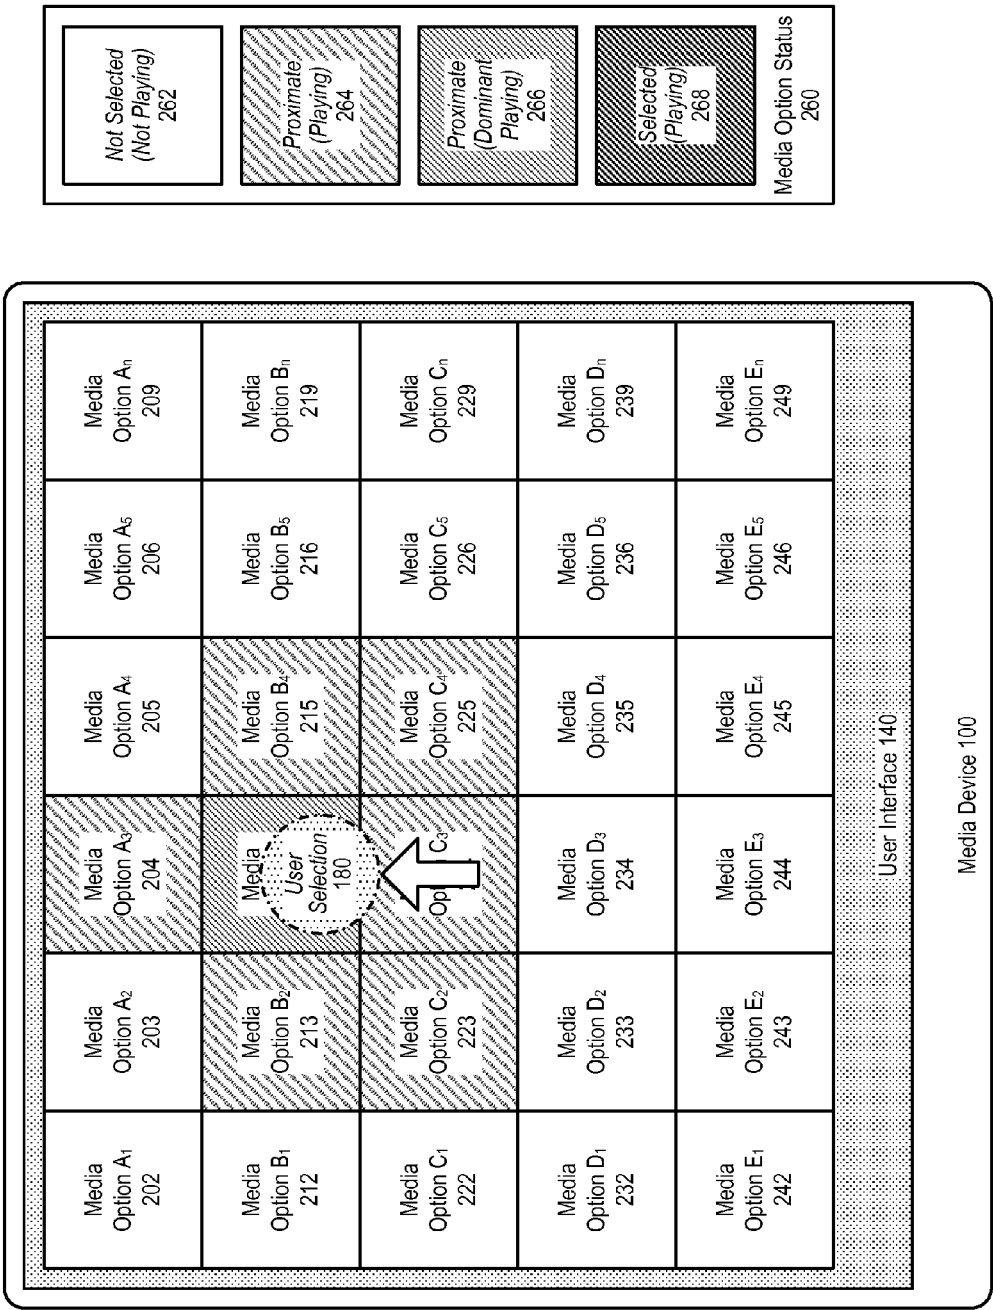 Media
Option A1
202
Media
Option A2
203
Media
Option A3
204
Media
Option A4
205
Media
Option A5
206
Media
Option An
209
Media
Option B1
212
Media
Option B2
213
Media
User
Selection
180
Media
Option B4
215
Media
Option B5
216
Media
Option Bn
219
Media
Option C1
222
Media
Option C2
223
C3
Media
Option C4
225
Media
Option C5
226
Media
Option Cn
229
Media
Option D1
232
Media
Option D2
233
Media
Option D3
234
Media
Option D4
235
Media
Option D5
236
Media
Option Dn
239
Media
Option E1
242
Media
Option E2
243
Media
Option E3
244
Media
Option E4
245
Media
Option E5
246
Media
Option En
249
User Interface 140
Media Device 100
Not Selected
(Not Playing)
262
Proximate
(Playing)
264
Proximate
(Dominant
Playing)
266
Selected
(Playing)
268
Media Option Status
260